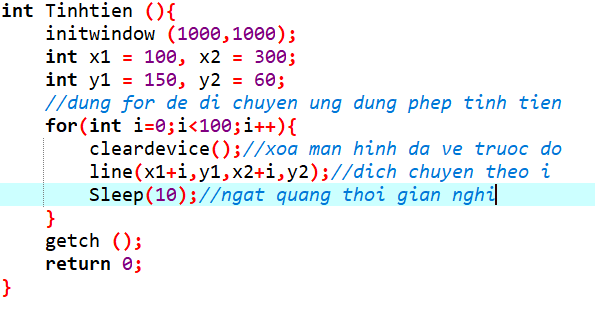 int Tinhtien (){
initwindow (1000,1000);
int x1 = 100, x2 = 300;
int y1 = 150, y2 = 60;
//dung for de di chuyen ung dung phep tinh tien
for(int i=0;i<100;i++){
cleardevice();//xoa man hinh da ve truoc do
line(x1+i,y1,x2+i,y2);//dich chuyen theo i
Sleep(10);//ngat quang thoi gian nghi
}
getch ();
return 0;
}